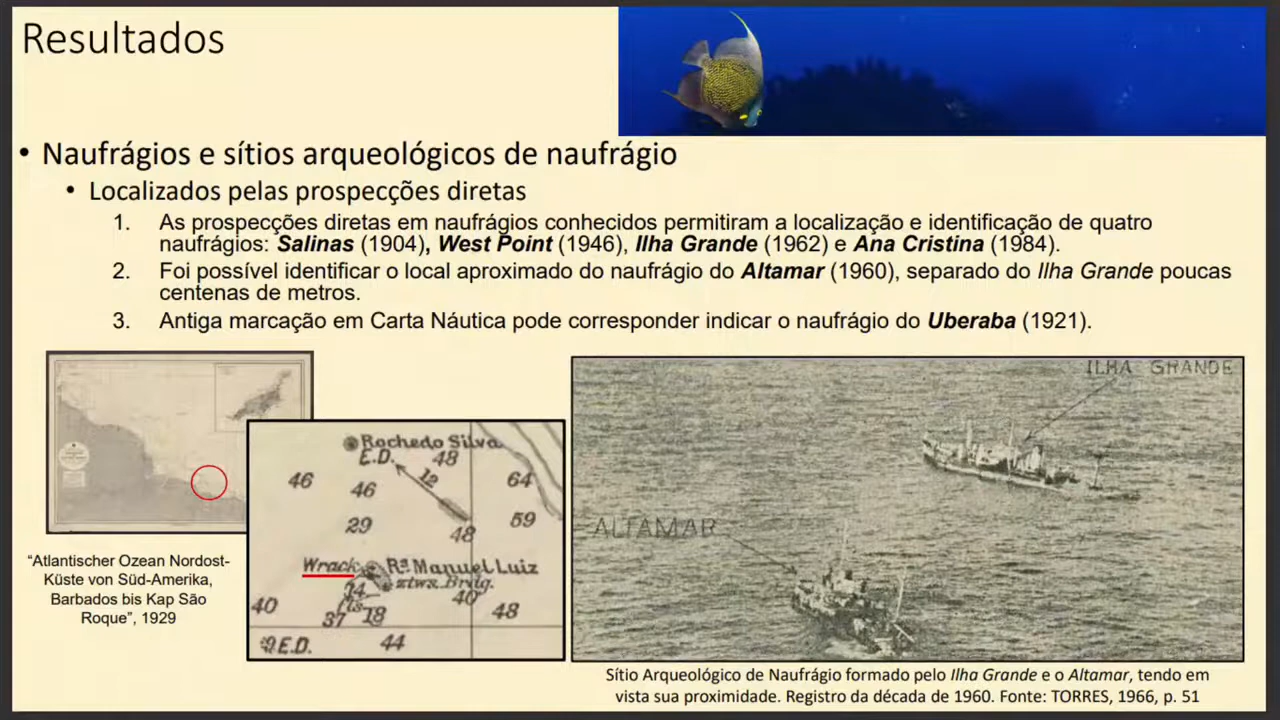 Resultados
• Naufrágios e sítios arqueológicos de naufrágio
• Localizados pelas prospecções diretas
1. As prospecções diretas em naufrágios conhecidos permitiram a localização e identificação de quatro
naufrágios: Salinas (1904), West Point (1946), Ilha Grande (1962) e Ana Cristina (1984).
2. Foi possível identificar o local aproximado do naufrágio do Altamar (1960), separado do Ilha Grande poucas
centenas de metros.
3. Antiga marcação em Carta Náutica pode corresponder indicar o naufrágio do Uberaba (1921).
"Atlantischer Ozean Nordost-
Küste von Süd-Amerika,
Barbados bis Kap São
Roque", 1929
Rochedo Silva
E.D. 48
46 46 12 64
29 48 59
Wrack Rª Manuel Luiz
ztws. Brdg.
14
40 37 18 40 48
E.D. 44
ILHA GRANDE
ALTAMAR
Sítio Arqueológico de Naufrágio formado pelo Ilha Grande e o Altamar, tendo em
vista sua proximidade. Registro da década de 1960. Fonte: TORRES, 1966, p. 51